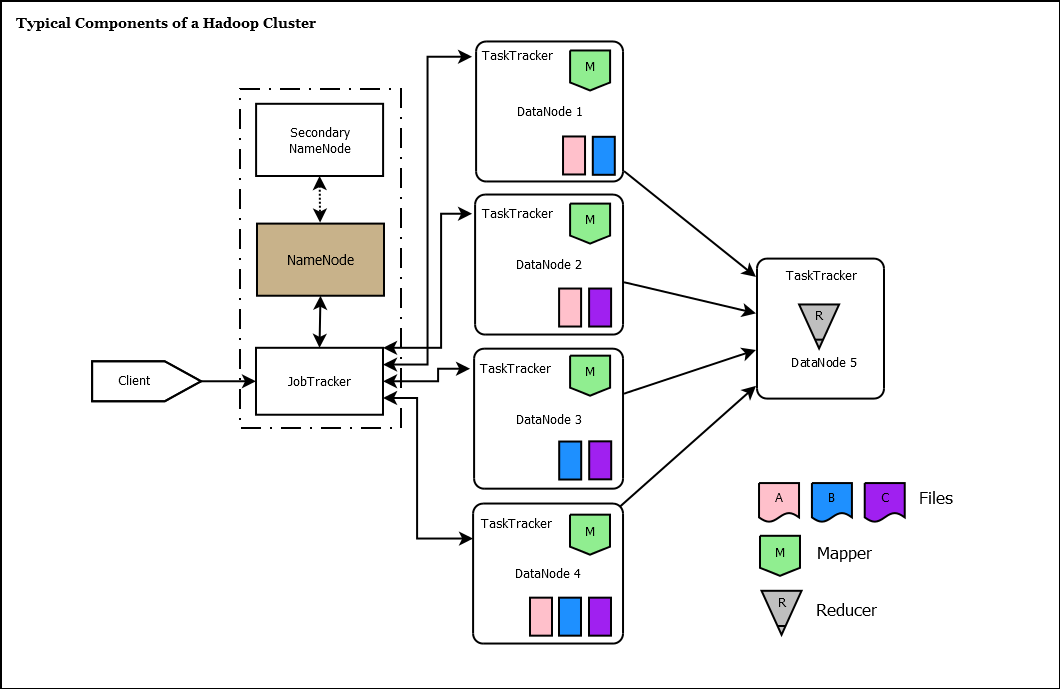 Typical Components of a Hadoop Cluster
Secondary
NameNode
NameNode
Client
JobTracker
TaskTracker
M
DataNode 1
TaskTracker
M
DataNode 2
TaskTracker
M
DataNode 3
TaskTracker
M
DataNode 4
TaskTracker
R
DataNode 5
A B C Files
M Mapper
R Reducer